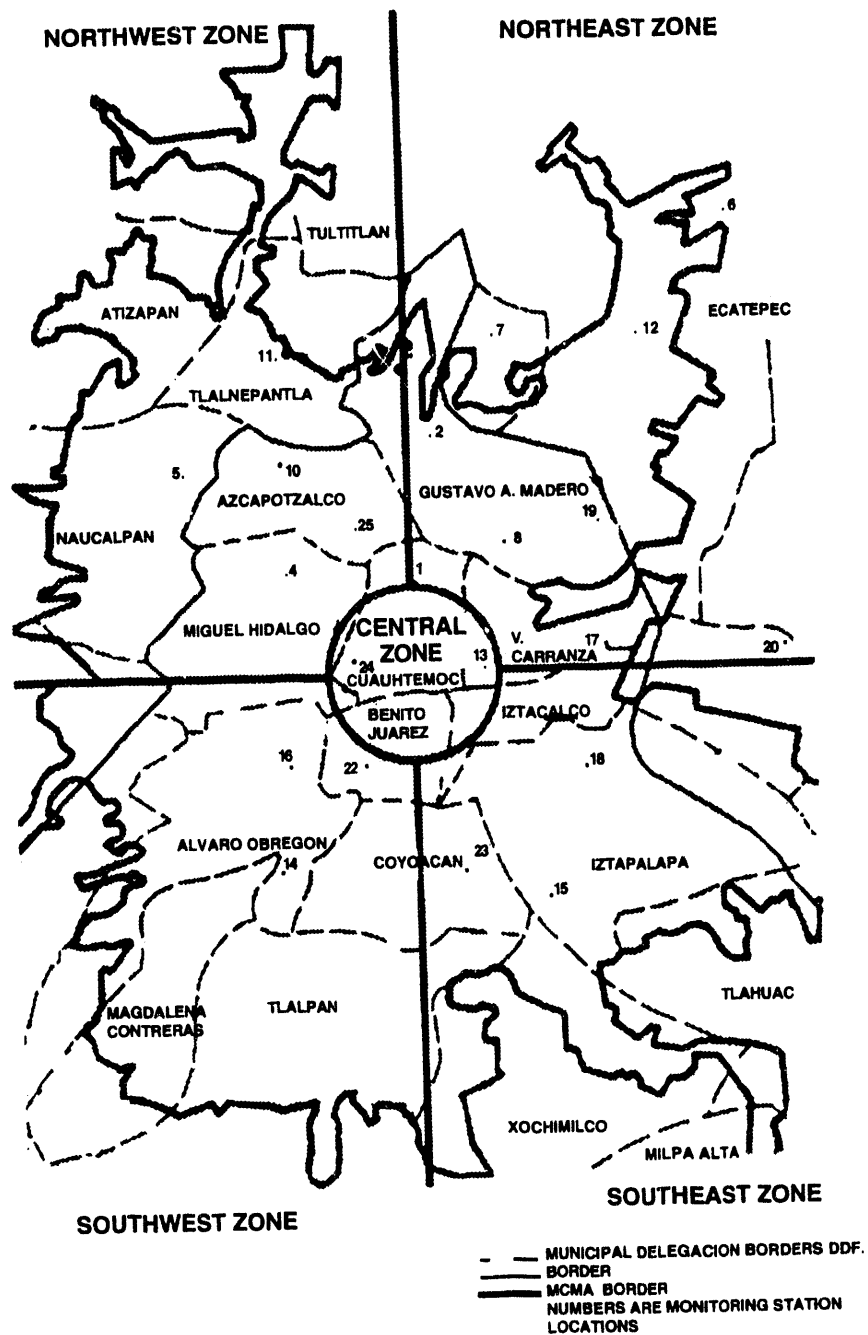 NORTHWEST ZONE
NORTHEAST ZONE
6
TULTITLAN
ATIZAPAN
ECATEPEC
7
12
11
TLALNEPANTLA
2
5
10
AZCAPOTZALCO
GUSTAVO A. MADERO
19
25
NAUCALPAN
8
4
1
MIGUEL HIDALGO
CENTRAL
ZONE
V.
CARRANZA
17
20
13
24
CUAUHTEMOC
BENITO
JUAREZ
IZTACALCO
16
22
18
ALVARO OBREGON
14
COYOACAN
23
IZTAPALAPA
15
MAGDALENA
CONTRERAS
TLALPAN
TLAHUAC
XOCHIMILCO
MILPA ALTA
SOUTHWEST ZONE
SOUTHEAST ZONE
MUNICIPAL DELEGACION BORDERS DDF.
BORDER
MCMA BORDER
NUMBERS ARE MONITORING STATION
LOCATIONS